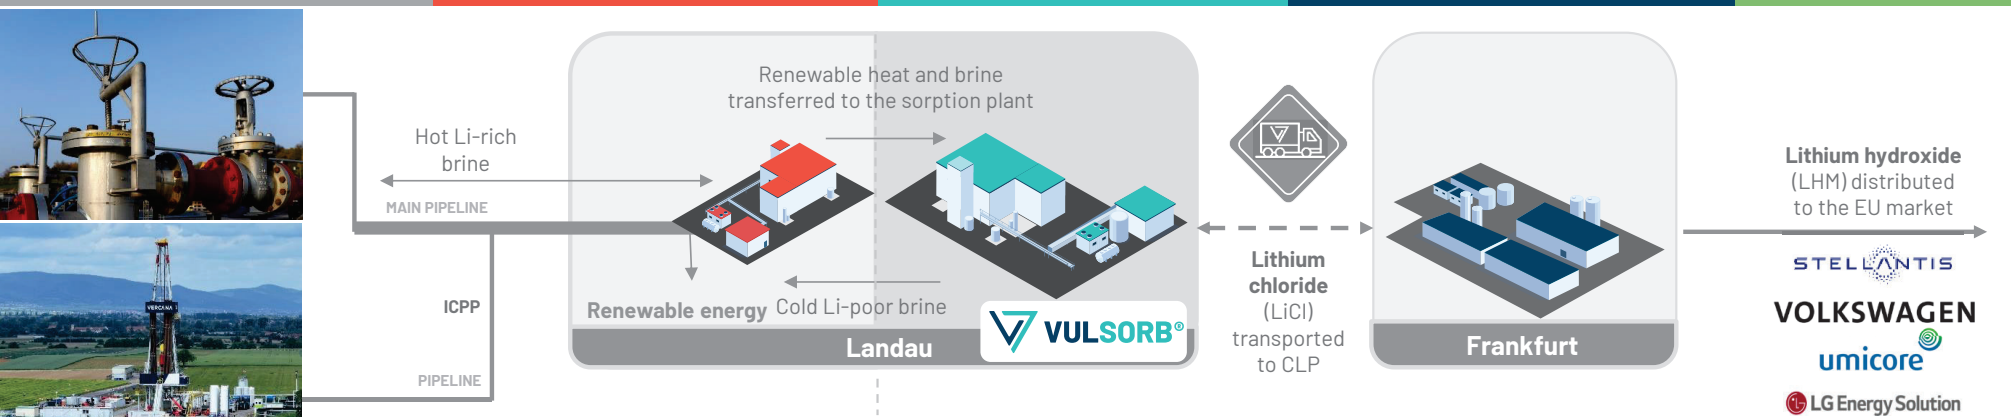 Hot Li-rich
brine
MAIN PIPELINE
ICPP
PIPELINE
VERCANA 1
Renewable heat and brine
transferred to the sorption plant
Renewable energy
Cold Li-poor brine
VULSORB®
Landau
Lithium
chloride
(LiCl)
transported
to CLP
Frankfurt
Lithium hydroxide
(LHM) distributed
to the EU market
STELLANTIS
VOLKSWAGEN
umicore
LG Energy Solution